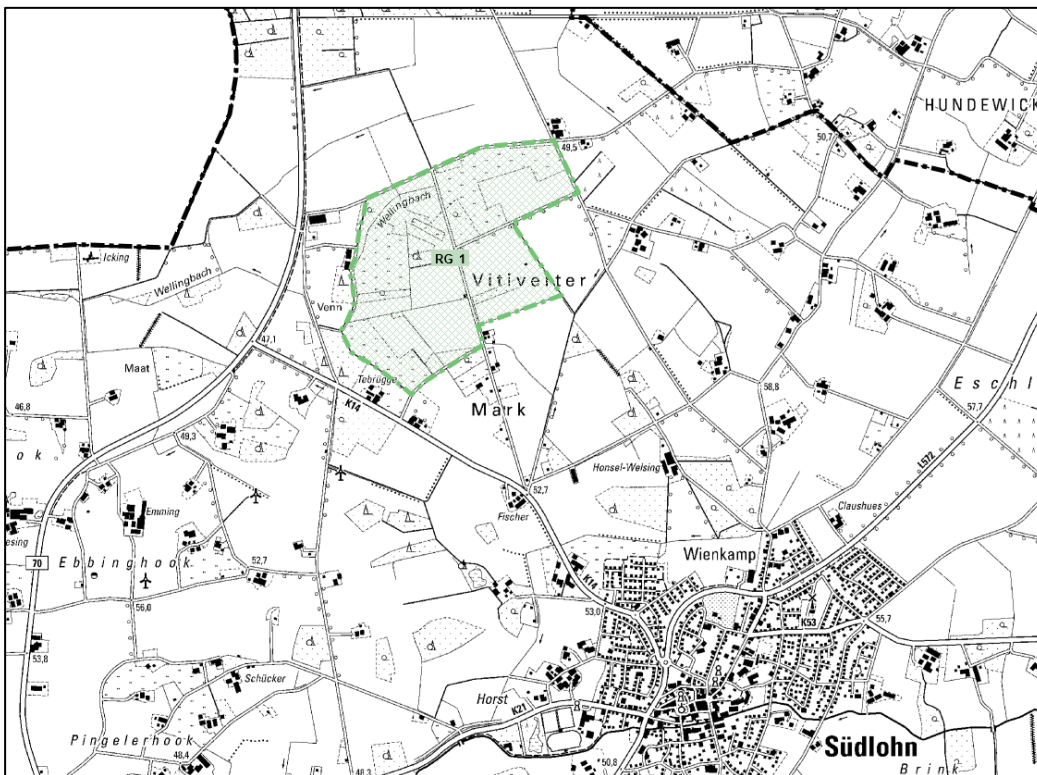 HUNDEWICK
50,7
49,5
Wellingbach
RG 1
Vitiverter
Icking
Wellingbach
Venn
47,1
Maat
Tebrügge
K14
Mark
46,8
58,8
Eschl
57,7
49,3
ok
L572
Honsel-Welsing
52,7
Fischer
Claushues
Emming
esing
Wienkamp
70
Ebbinghook
52,7
K14
53,0
56,0
K53
55,7
53,8
Schücker
Horst
K21
Pingelerhook
48,4
48,3
50,8
Südlohn
Brink